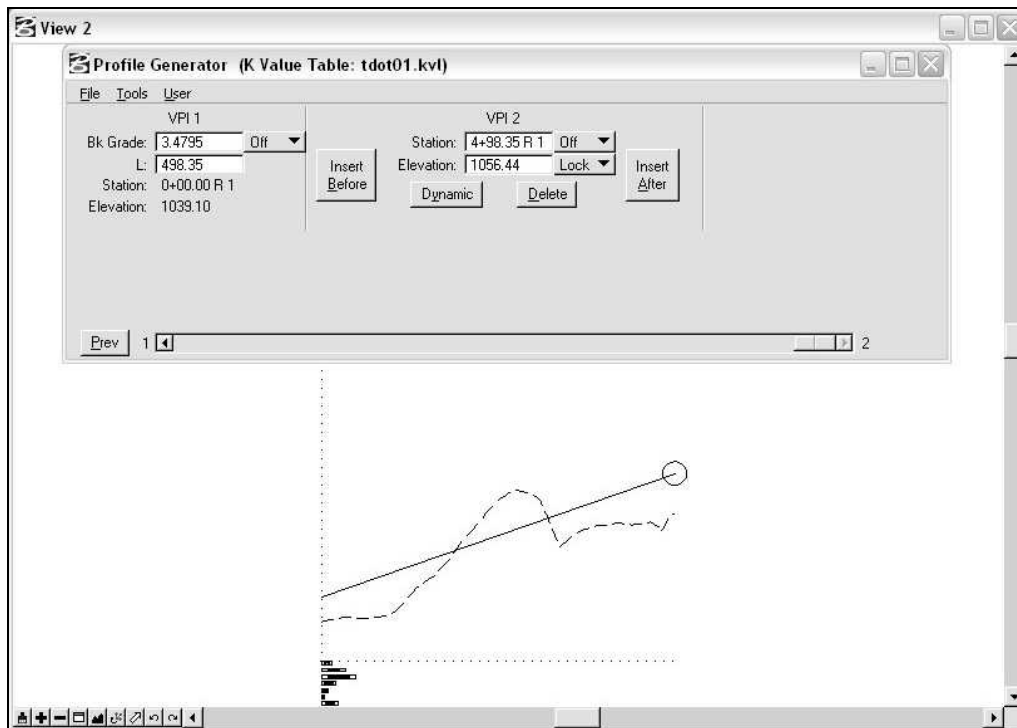 View 2
Profile Generator (K Value Table: tdot01.kvl)
File Tools User
VPI 1
Bk Grade: 3.4795 Off
L: 498.35
Station: 0+00.00 R 1
Elevation: 1039.10
Insert Before
VPI 2
Station: 4+98.35 R 1 Off
Elevation: 1056.44 Lock
Dynamic Delete
Insert After
Prev 1 2